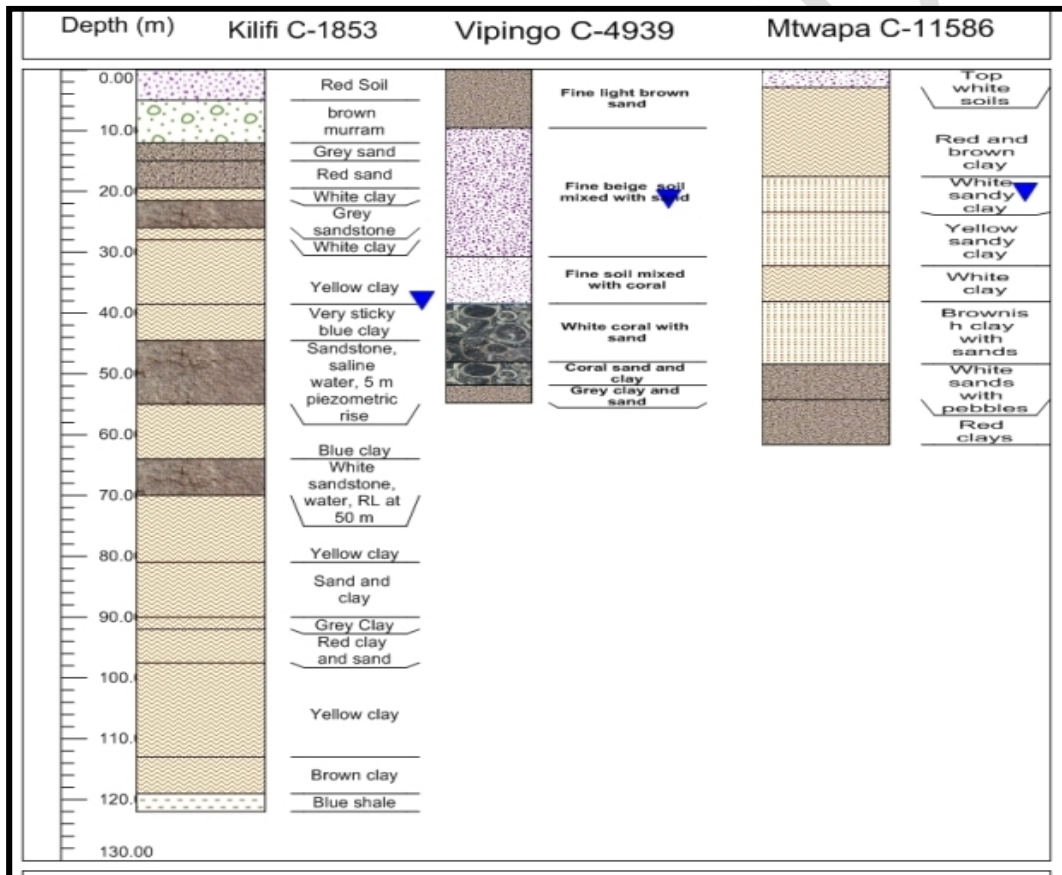 Depth (m)
Kilifi C-1853
Vipingo C-4939
Mtwapa C-11586
0.00
10.0
20.0
30.0
40.0
50.0
60.0
70.0
80.0
90.0
100.
110.
120.
130.00
Red Soil
brown
murram
Grey sand
Red sand
White clay
Grey
sandstone
White clay
Yellow clay
Very sticky
blue clay
Sandstone,
saline
water, 5 m
piezometric
rise
Blue clay
White
sandstone,
water, RL at
50 m
Yellow clay
Sand and
clay
Grey Clay
Red clay
and sand
Yellow clay
Brown clay
Blue shale
Fine light brown
sand
Fine beige soil
mixed with sand
Fine soil mixed
with coral
White coral with
sand
Coral sand and
clay
Grey clay and
sand
Top
white
soils
Red and
brown
clay
White
sandy
clay
Yellow
sandy
clay
White
clay
Brownis
h clay
with
sands
White
sands
with
pebbles
Red
clays